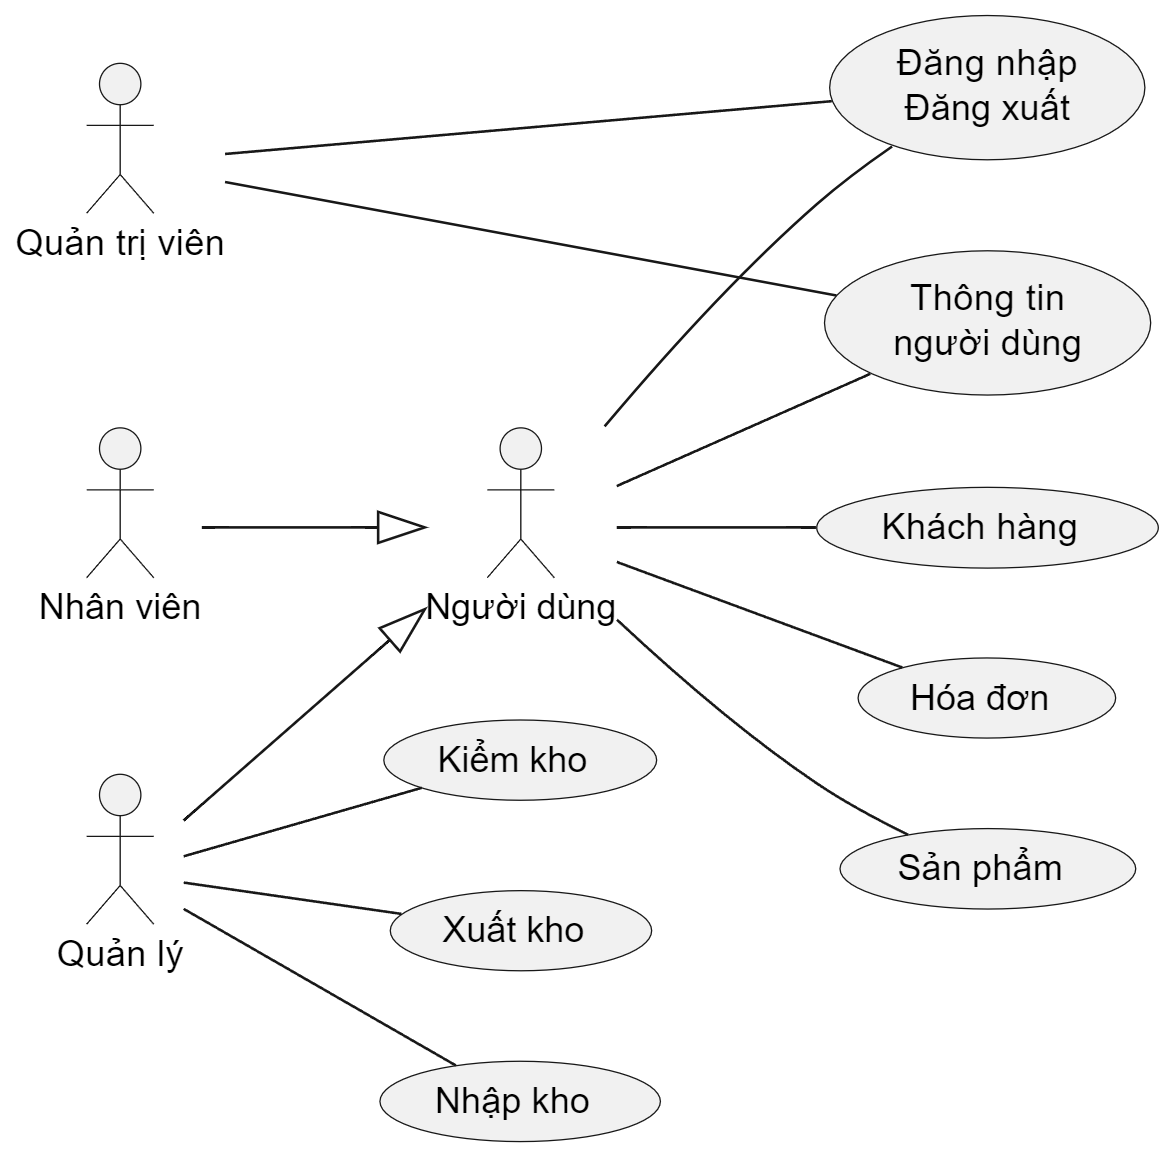 Đăng nhập
Đăng xuất
Quản trị viên
Thông tin
người dùng
Khách hàng
Nhân viên
Người dùng
Hóa đơn
Kiểm kho
Sản phẩm
Xuất kho
Quản lý
Nhập kho